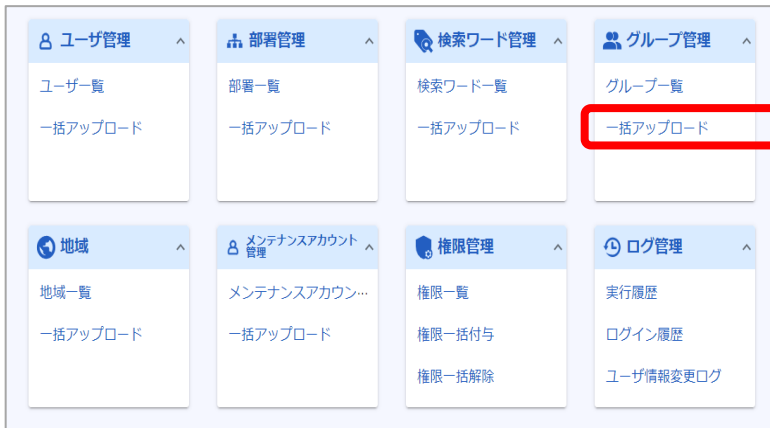 ユーザ管理
ユーザ一覧
一括アップロード
部署管理
部署一覧
一括アップロード
検索ワード管理
検索ワード一覧
一括アップロード
グループ管理
グループ一覧
一括アップロード
地域
地域一覧
一括アップロード
メンテナンスアカウント
管理
メンテナンスアカウン…
一括アップロード
権限管理
権限一覧
権限一括付与
権限一括解除
ログ管理
実行履歴
ログイン履歴
ユーザ情報変更ログ